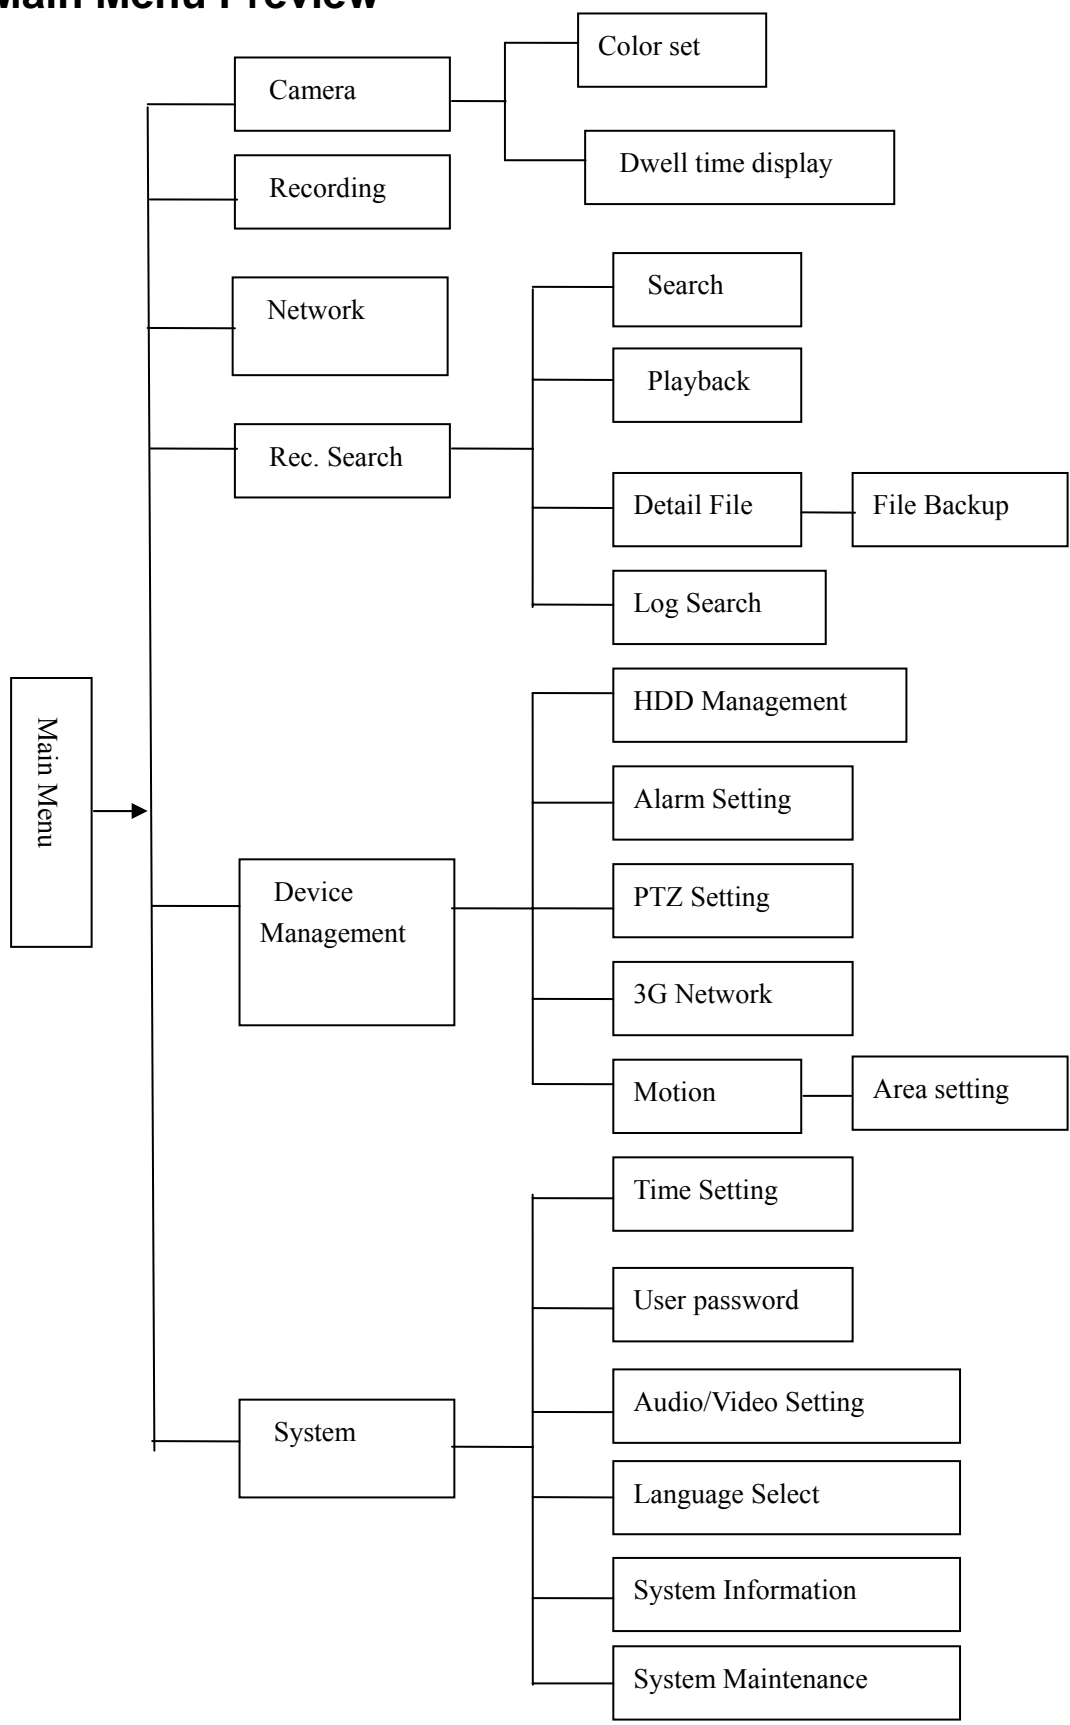 Main Menu Preview
Color set
Camera
Dwell time display
Recording
Search
Network
Playback
Rec. Search
Detail File
File Backup
Log Search
HDD Management
Main Menu
Alarm Setting
Device
Management
PTZ Setting
3G Network
Motion
Area setting
Time Setting
User password
Audio/Video Setting
System
Language Select
System Information
System Maintenance